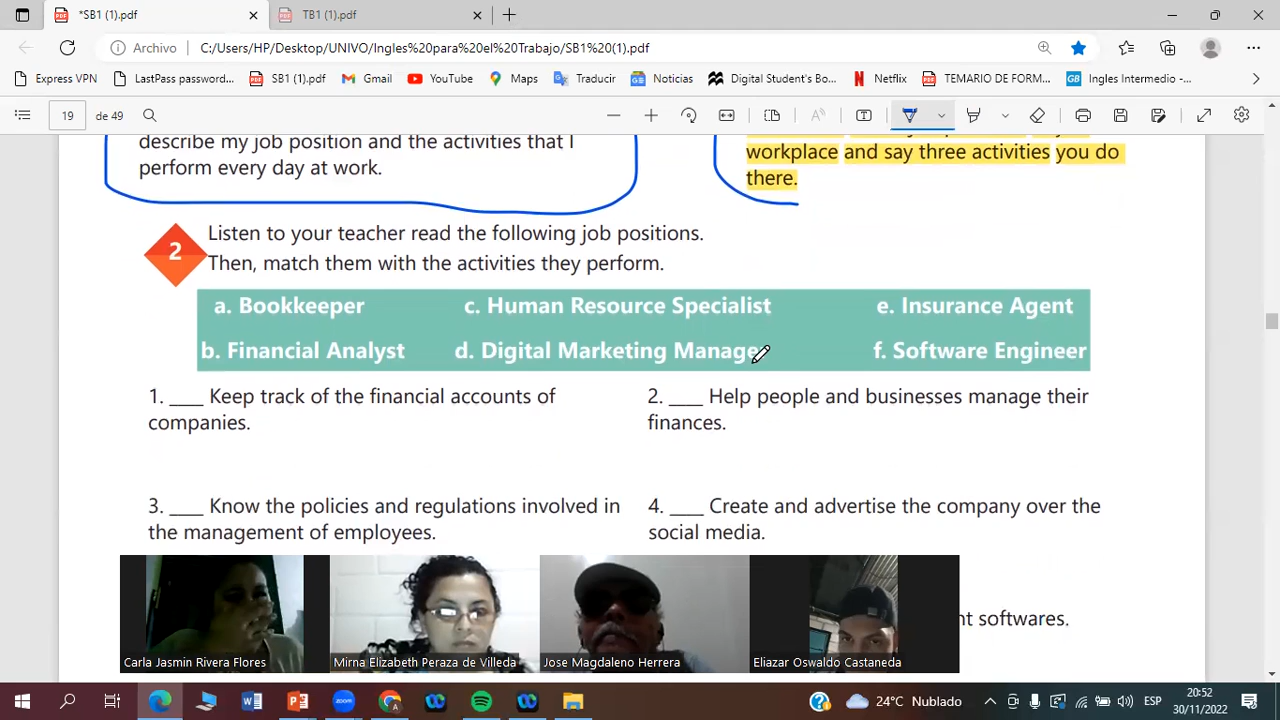 *SB1 (1).pdf
TB1 (1).pdf
Archivo
C:/Users/HP/Desktop/UNIVO/Ingles%20para%20el%20Trabajo/SB1%20(1).pdf
Express VPN
LastPass password...
SB1 (1).pdf
Gmail
YouTube
Maps
Traducir
Noticias
Digital Student's Bo...
Netflix
TEMARIO DE FORM...
Ingles Intermedio -...
19
de 49
describe my job position and the activities that I
perform every day at work.
workplace and say three activities you do
there.
2
Listen to your teacher read the following job positions.
Then, match them with the activities they perform.
a. Bookkeeper
c. Human Resource Specialist
e. Insurance Agent
b. Financial Analyst
d. Digital Marketing Manager
f. Software Engineer
1. ____ Keep track of the financial accounts of
companies.
2. ____ Help people and businesses manage their
finances.
3. ____ Know the policies and regulations involved in
the management of employees.
4. ____ Create and advertise the company over the
social media.
softwares.
Carla Jasmin Rivera Flores
Mirna Elizabeth Peraza de Villeda
Jose Magdaleno Herrera
Eliazar Oswaldo Castaneda
24°C Nublado
ESP
20:52
30/11/2022